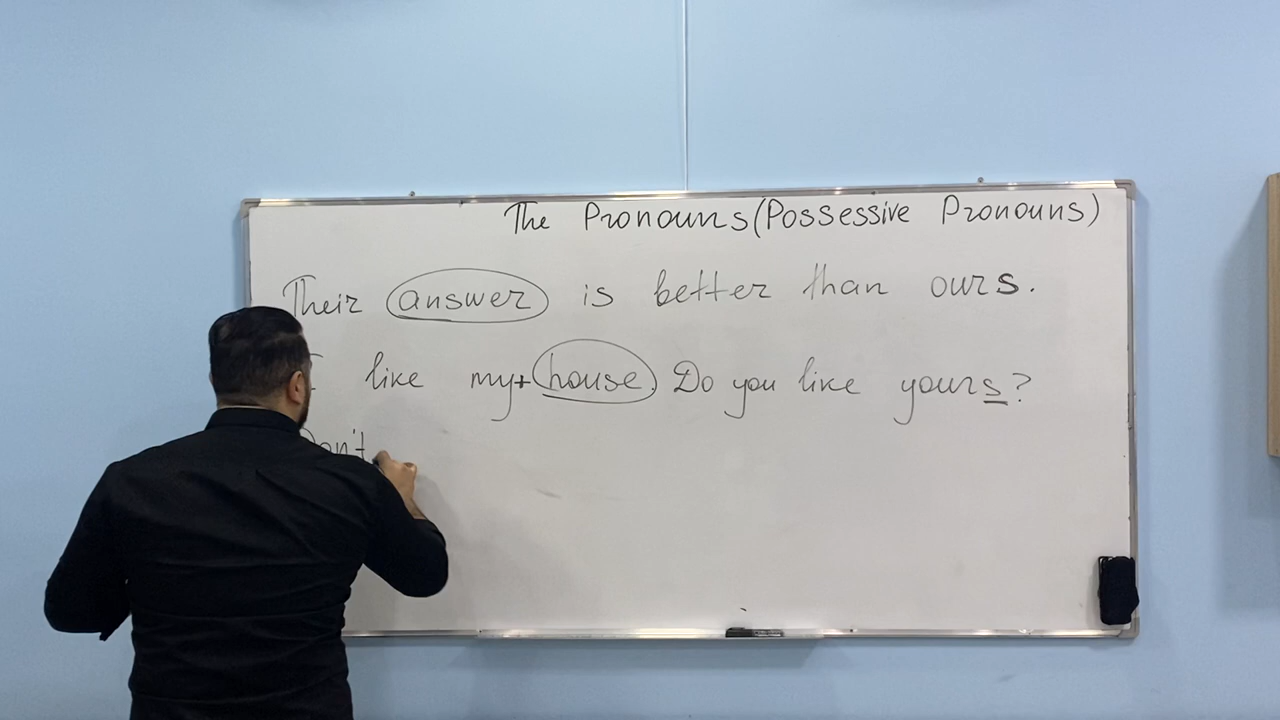 The Pronouns (Possessive Pronouns)
Their answer is better than ours.
I like my + house Do you like yours?
Don't